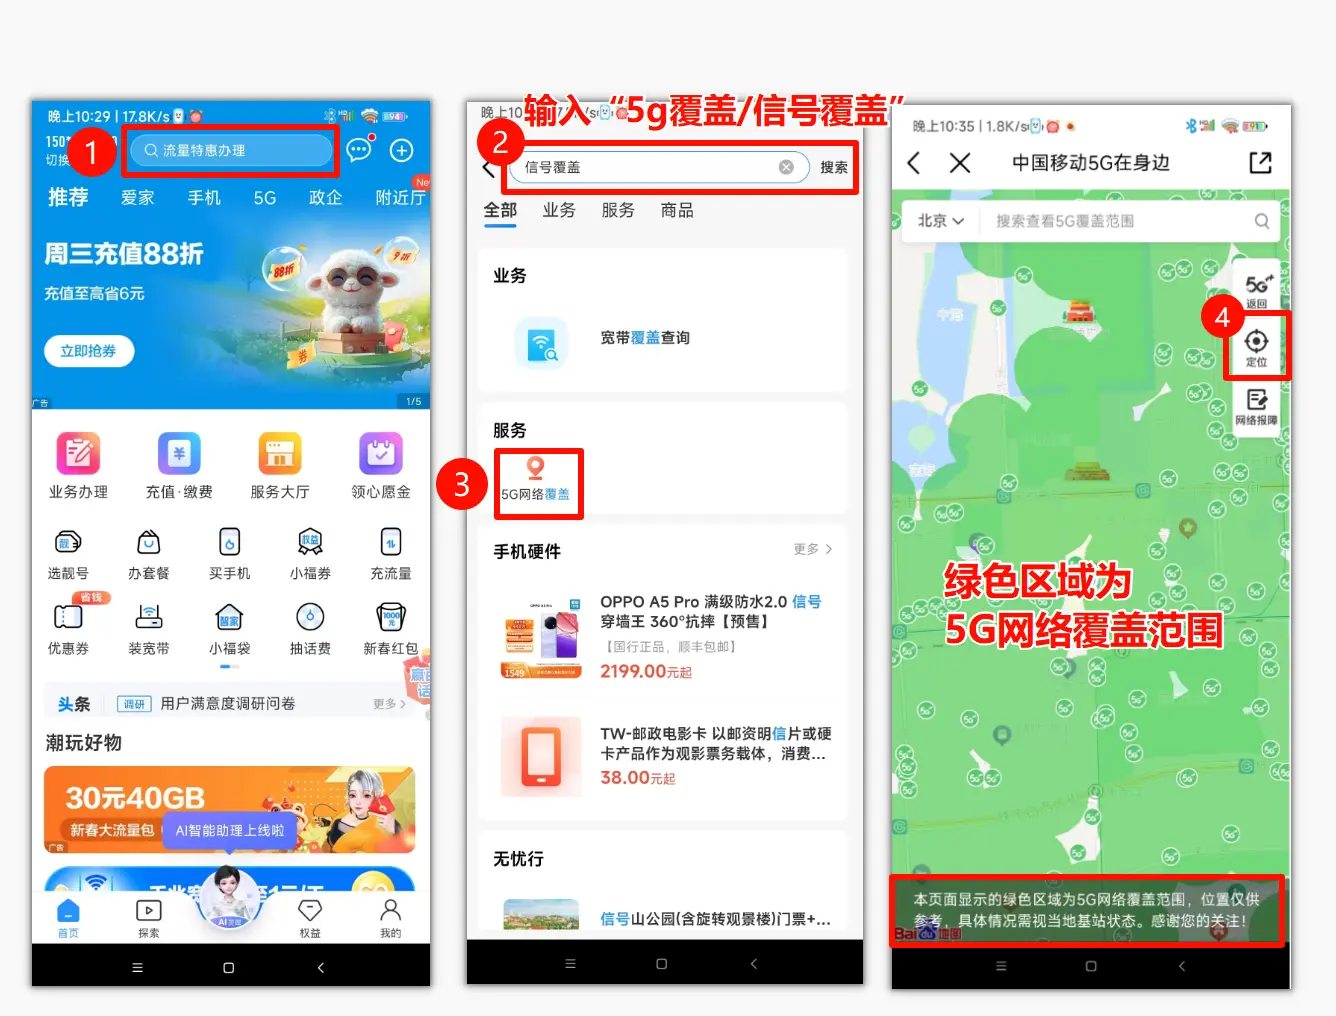 晚上10:29 | 17.8K/s
94
150*
切换
1
流量特惠办理
推荐
爱家
手机
5G
政企
附近厅
New
周三充值88折
充值至高省6元
立即抢券
88折
9折
券
广告
1/5
业务办理
充值·缴费
服务大厅
领心愿金
选靓号
办套餐
买手机
小福券
充流量
省钱
优惠券
装宽带
小福袋
抽话费
新春红包
头条
调研
用户满意度调研问卷
更多 >
潮玩好物
30元40GB
新春大流量包
广告
AI智能助理上线啦
AI灵犀
首页
探索
权益
我的
晚上10
输入“5g覆盖/信号覆盖”
2
信号覆盖
搜索
全部
业务
服务
商品
业务
宽带覆盖查询
服务
3
5G网络覆盖
手机硬件
更多 >
OPPO A5 Pro 满级防水2.0 信号
穿墙王 360°抗摔【预售】
【国行正品，顺丰包邮】
1549
2199.00元起
TW-邮政电影卡 以邮资明信片或硬
卡产品作为观影票务载体，消费...
38.00元起
无忧行
信号山公园(含旋转观景楼)门票+...
晚上10:35 | 1.8K/s
91
中国移动5G在身边
北京
搜索查看5G覆盖范围
5G
返回
4
定位
网络报障
中海
绿色区域为
5G网络覆盖范围
本页面显示的绿色区域为5G网络覆盖范围，位置仅供
参考，具体情况需视当地基站状态。感谢您的关注！
Bai 地图